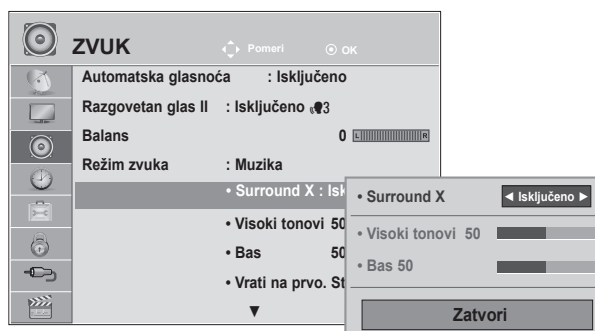 ZVUK
Pomeri
OK
Automatska glasnoća : Isključeno
Razgovetan glas II : Isključeno 3
Balans 0 L R
Režim zvuka : Muzika
• Surround X : Isk
• Visoki tonovi 50
• Bas 50
• Vrati na prvo. St
▼
• Surround X ◄ Isključeno ►
• Visoki tonovi 50
• Bas 50
Zatvori